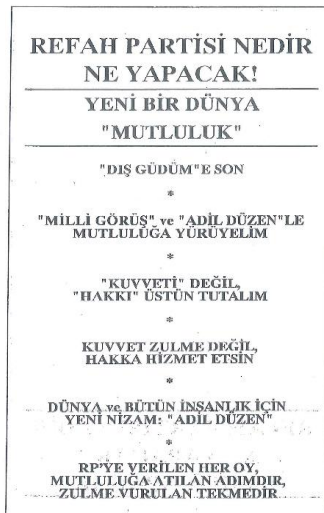 REFAH PARTİSİ NEDİR
NE YAPACAK!
YENİ BİR DÜNYA
"MUTLULUK"
"DIŞ GÜDÜM"E SON
*
"MİLLİ GÖRÜŞ" ve "ADİL DÜZEN"LE
MUTLULUĞA YÜRÜYELİM
*
"KUVVETİ" DEĞİL,
"HAKKI" ÜSTÜN TUTALIM
*
KUVVET ZULME DEĞİL,
HAKKA HİZMET ETSİN
*
DÜNYA ve BÜTÜN İNSANLIK İÇİN
YENİ NİZAM: "ADİL DÜZEN"
*
RP'YE VERİLEN HER OY,
MUTLULUĞA ATILAN ADIMDIR,
ZULME VURULAN TEKMEDİR